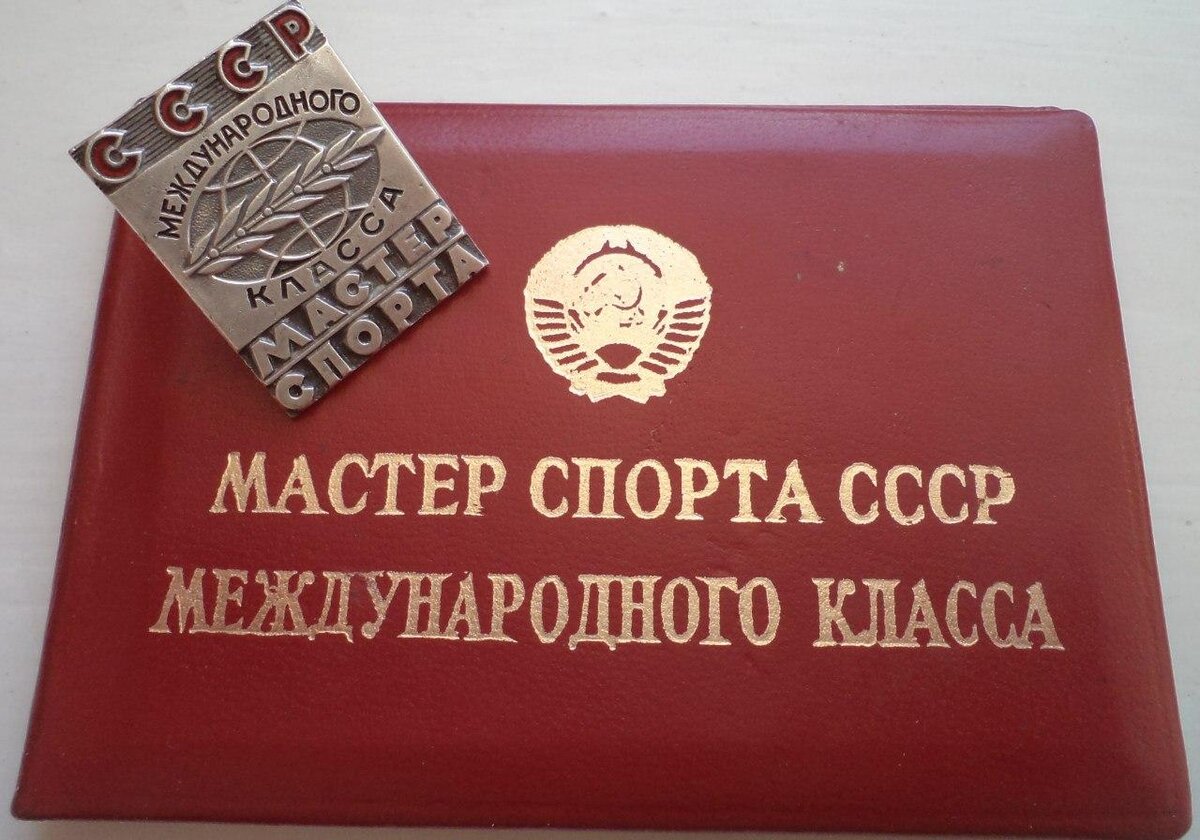 СССР
МЕЖДУНАРОДНОГО
КЛАССА
МАСТЕР
СПОРТА
МАСТЕР СПОРТА СССР
МЕЖДУНАРОДНОГО КЛАССА